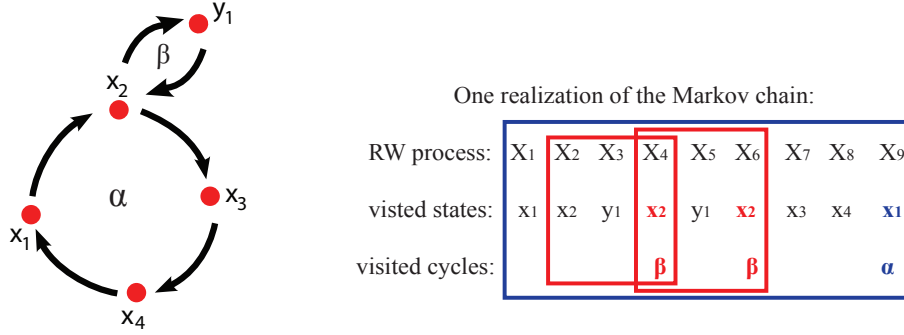 y1
β
x2
α
x3
x1
x4
One realization of the Markov chain:
RW process: X1 X2 X3 X4 X5 X6 X7 X8 X9
visted states: x1 x2 y1 x2 y1 x2 x3 x4 x1
visited cycles: β β α